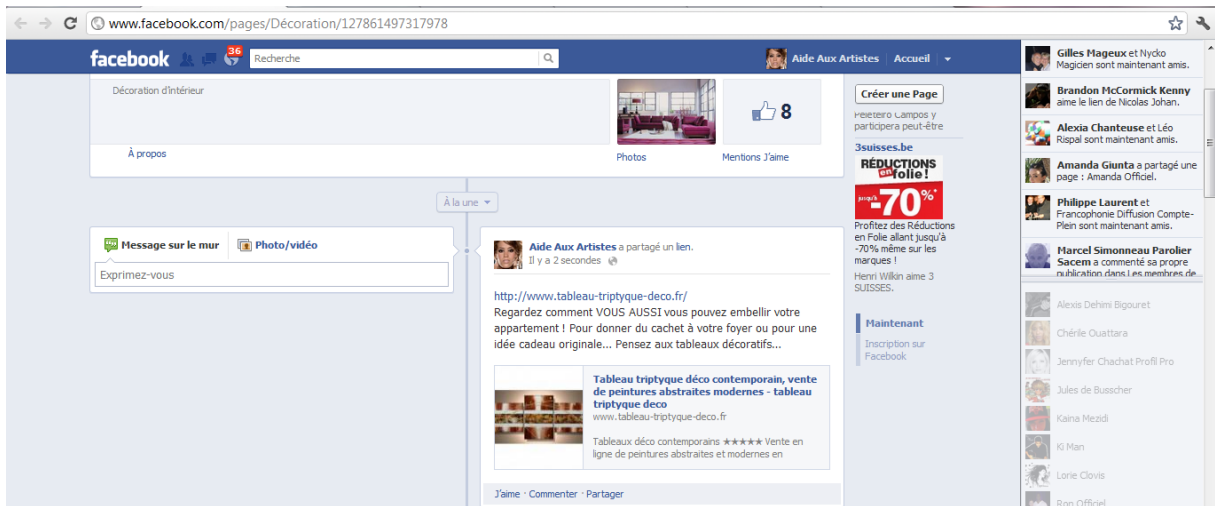 www.facebook.com/pages/Décoration/127861497317978
facebook
36
Recherche
Aide Aux Artistes
Accueil
Décoration d'intérieur
À propos
8
Photos
Mentions J'aime
À la une
Message sur le mur
Photo/vidéo
Exprimez-vous
Aide Aux Artistes a partagé un lien.
Il y a 2 secondes
http://www.tableau-triptyque-deco.fr/
Regardez comment VOUS AUSSI vous pouvez embellir votre
appartement ! Pour donner du cachet à votre foyer ou pour une
idée cadeau originale... Pensez aux tableaux décoratifs...
Tableau triptyque déco contemporain, vente
de peintures abstraites modernes - tableau
triptyque deco
www.tableau-triptyque-deco.fr
Tableaux déco contemporains ★★★★★ Vente en
ligne de peintures abstraites et modernes en
J'aime · Commenter · Partager
Créer une Page
Peleteiro Campos y
participera peut-être
3suisses.be
RÉDUCTIONS
en folie !
jusqu'à
-70%*
Profitez des Réductions
en Folie allant jusqu'à
-70% même sur les
marques !
Henri Wilkin aime 3
SUISSES.
Maintenant
Inscription sur
Facebook
Gilles Mageux et Nycko
Magicien sont maintenant amis.
Brandon McCormick Kenny
aime le lien de Nicolas Johan.
Alexia Chanteuse et Léo
Rispal sont maintenant amis.
Amanda Giunta a partagé une
page : Amanda Officiel.
Philippe Laurent et
Francophonie Diffusion Compte-
Plein sont maintenant amis.
Marcel Simonneau Parolier
Sacem a commenté sa propre
publication dans Les membres de
Alexis Dehimi Bigouret
Chérile Ouattara
Jennyfer Chachat Profil Pro
Jules de Busscher
Kaina Mezidi
Ki Man
Lorie Clovis
Ron Officiel